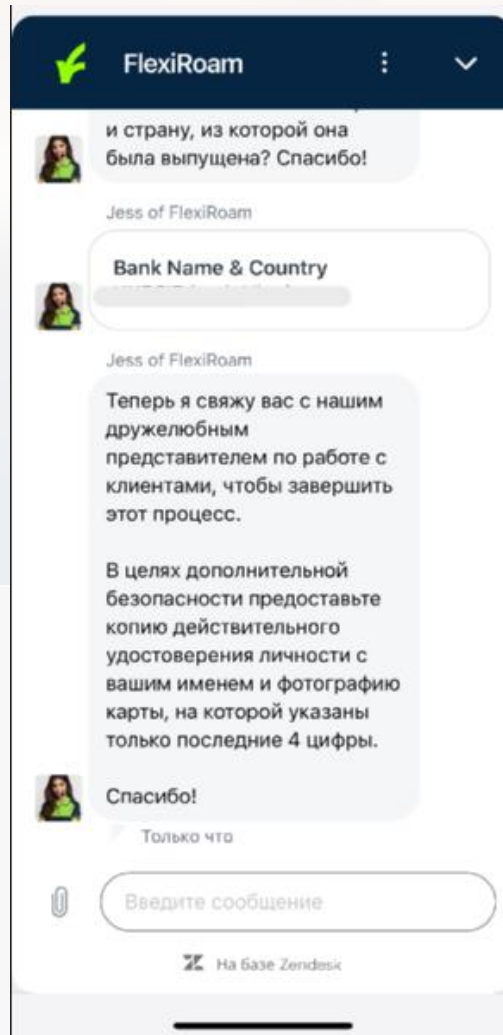 FlexiRoam
и страну, из которой она
была выпущена? Спасибо!
Jess of FlexiRoam
Bank Name & Country
Jess of FlexiRoam
Теперь я свяжу вас с нашим
дружелюбным
представителем по работе с
клиентами, чтобы завершить
этот процесс.
В целях дополнительной
безопасности предоставьте
копию действительного
удостоверения личности с
вашим именем и фотографию
карты, на которой указаны
только последние 4 цифры.
Спасибо!
Только что
Введите сообщение
На базе Zendesk